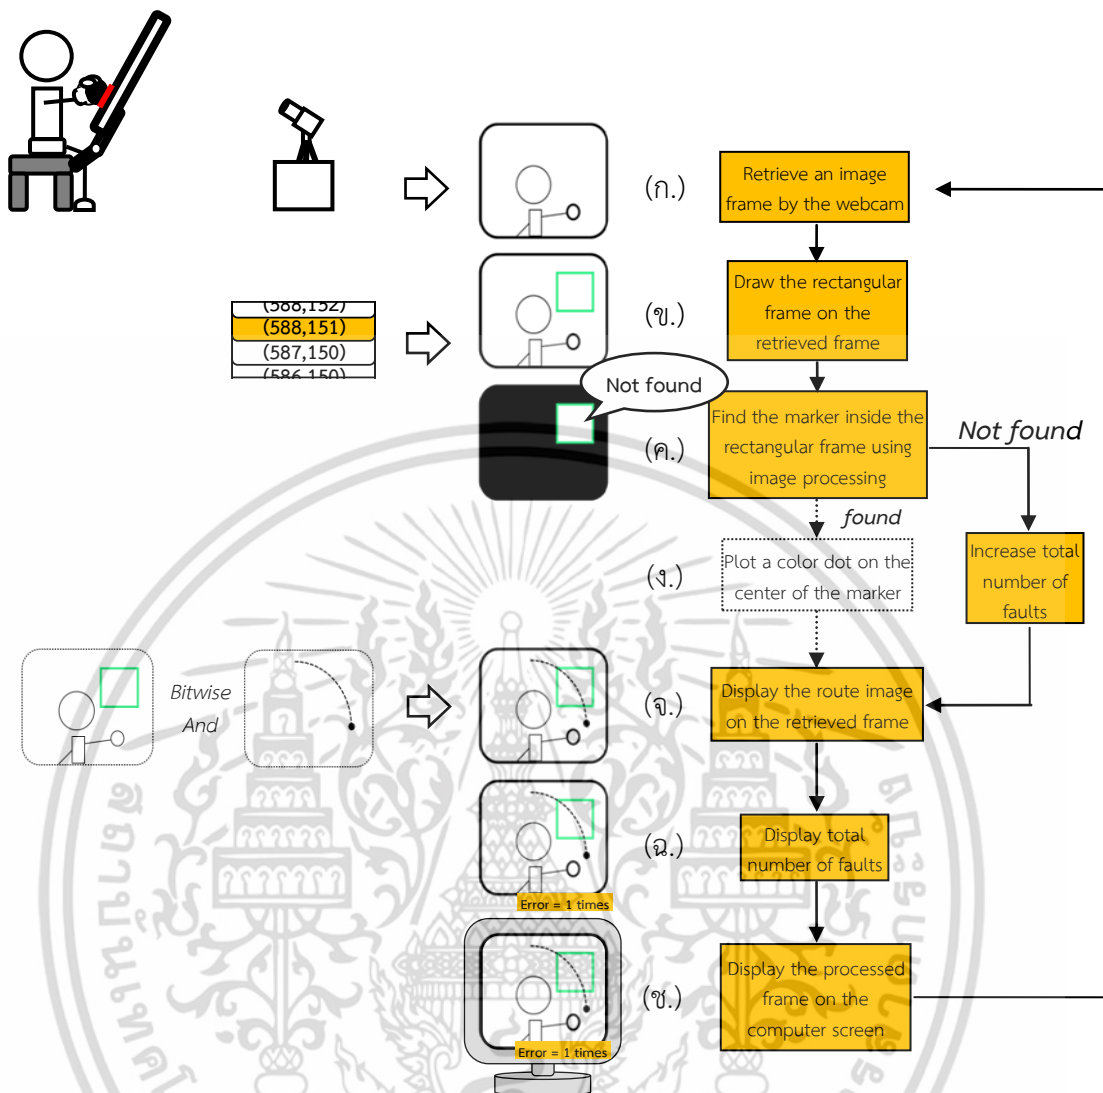 (ก.)
Retrieve an image
frame by the webcam
(588,152)
(588,151)
(587,150)
(586,150)
(ข.)
Draw the rectangular
frame on the
retrieved frame
Not found
(ค.)
Find the marker inside the
rectangular frame using
image processing
Not found
found
(ง.)
Plot a color dot on the
center of the marker
Increase total
number of
faults
Bitwise
And
(จ.)
Display the route image
on the retrieved frame
(ฉ.)
Display total
number of faults
Error = 1 times
(ช.)
Display the processed
frame on the
computer screen
Error = 1 times